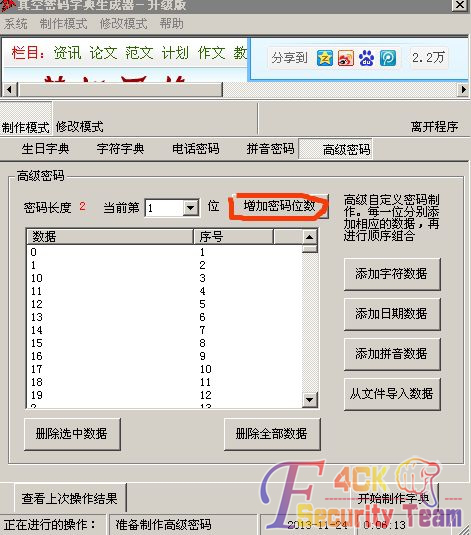 真空密码字典生成器－升级版
系统 制作模式 修改模式 帮助
栏目: 资讯 论文 范文 计划 作文
分享到 2.2万
制作模式 修改模式 离开程序
生日字典 字符字典 电话密码 拼音密码 高级密码
高级密码
密码长度 2 当前第 1 位 增加密码位数
高级自定义密码制作。每一位分别添加相应的数据,再进行顺序组合
数据 序号
0 1
1 2
10 3
11 4
12 5
13 6
14 7
15 8
16 9
17 10
18 11
19 12
2 13
添加字符数据
添加日期数据
添加拼音数据
从文件导入数据
删除选中数据 删除全部数据
查看上次操作结果 开始制作字典
正在进行的操作: 准备制作高级密码 2013-11-24 0:06:13
F4CK
Security Team